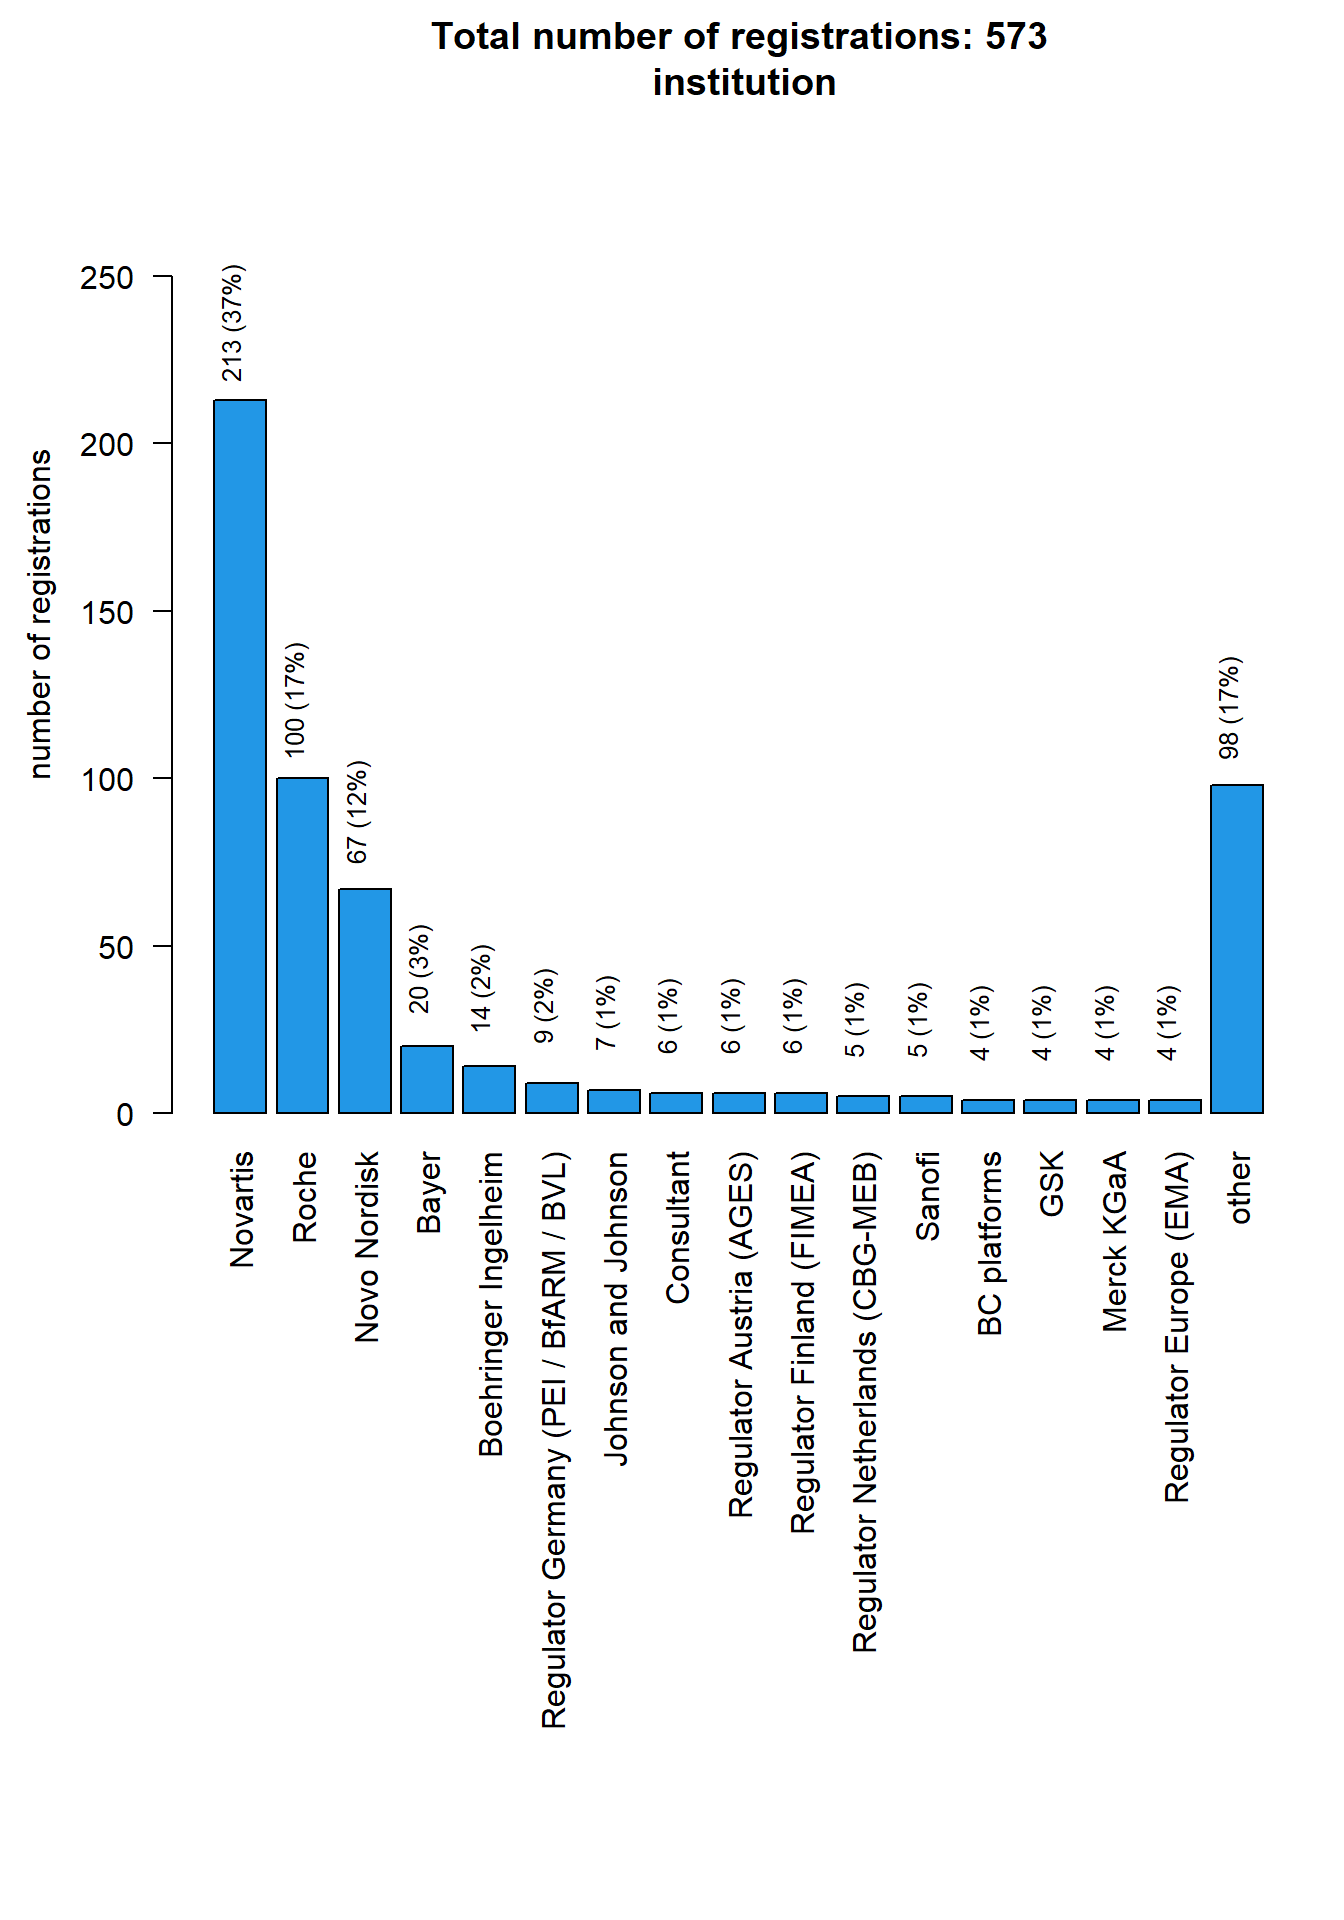 Total number of registrations: 573
institution
number of registrations
250
200
150
100
50
0
213 (37%)
100 (17%)
67 (12%)
20 (3%)
14 (2%)
9 (2%)
7 (1%)
6 (1%)
6 (1%)
6 (1%)
5 (1%)
5 (1%)
4 (1%)
4 (1%)
4 (1%)
4 (1%)
98 (17%)
Novartis
Roche
Novo Nordisk
Bayer
Boehringer Ingelheim
Regulator Germany (PEI / BfARM / BVL)
Johnson and Johnson
Consultant
Regulator Austria (AGES)
Regulator Finland (FIMEA)
Regulator Netherlands (CBG-MEB)
Sanofi
BC platforms
GSK
Merck KGaA
Regulator Europe (EMA)
other